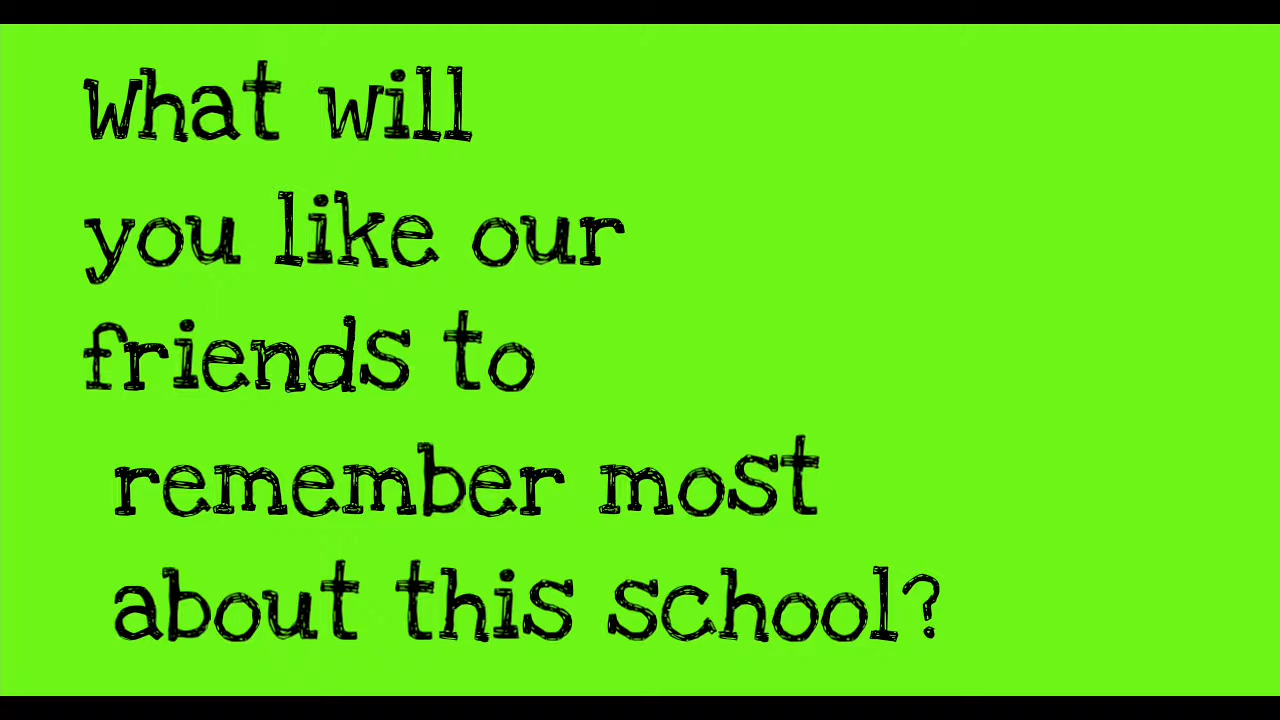 What will
you like our
friends to
remember most
about this school?